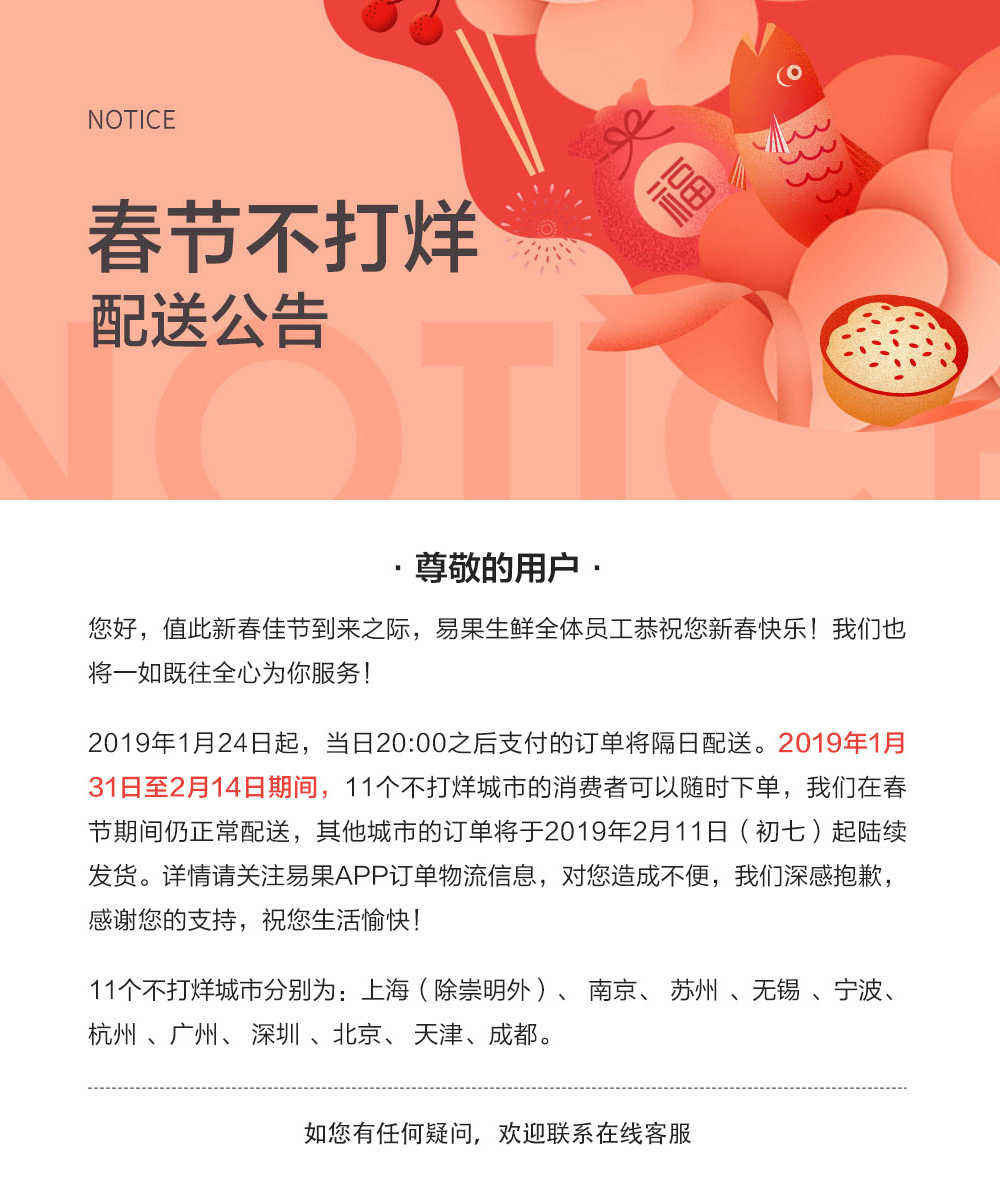 NOTICE
福
春节不打烊
配送公告
NOTICE
· 尊敬的用户 ·
您好，值此新春佳节到来之际，易果生鲜全体员工恭祝您新春快乐！我们也
将一如既往全心为你服务！
2019年1月24日起，当日20:00之后支付的订单将隔日配送。2019年1月
31日至2月14日期间，11个不打烊城市的消费者可以随时下单，我们在春
节期间仍正常配送，其他城市的订单将于2019年2月11日（初七）起陆续
发货。详情请关注易果APP订单物流信息，对您造成不便，我们深感抱歉，
感谢您的支持，祝您生活愉快！
11个不打烊城市分别为：上海（除崇明外）、 南京、 苏州 、无锡 、宁波、
杭州 、广州、 深圳 、北京、 天津、成都。
如您有任何疑问，欢迎联系在线客服